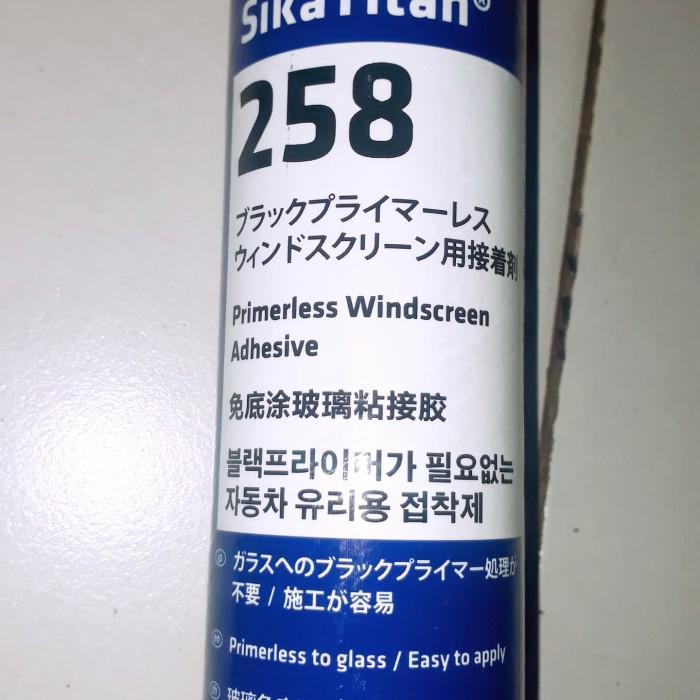 SikaTitan®
258
ブラックプライマーレス
ウィンドスクリーン用接着剤
Primerless Windscreen
Adhesive
免底涂玻璃粘接胶
블랙프라이머가 필요없는
자동차 유리용 접착제
ガラスへのブラックプライマー処理が
不要 / 施工が容易
Primerless to glass / Easy to apply